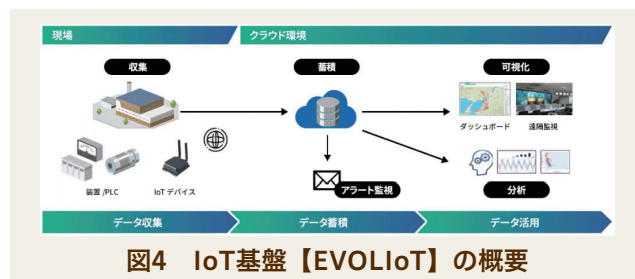 現場
クラウド環境
収集
蓄積
可視化
ダッシュボード
遠隔監視
装置/PLC
IoT デバイス
アラート監視
分析
データ収集
データ蓄積
データ活用
図4 IoT基盤【EVOLIoT】の概要